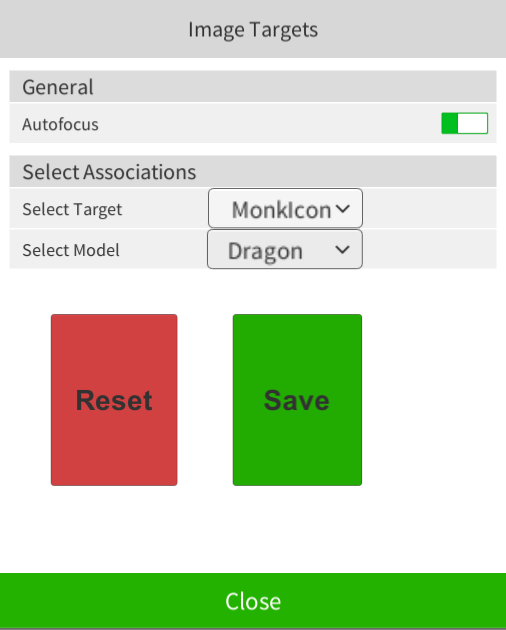 Image Targets
General
Autofocus
Select Associations
Select Target MonkIcon
Select Model Dragon
Reset Save
Close